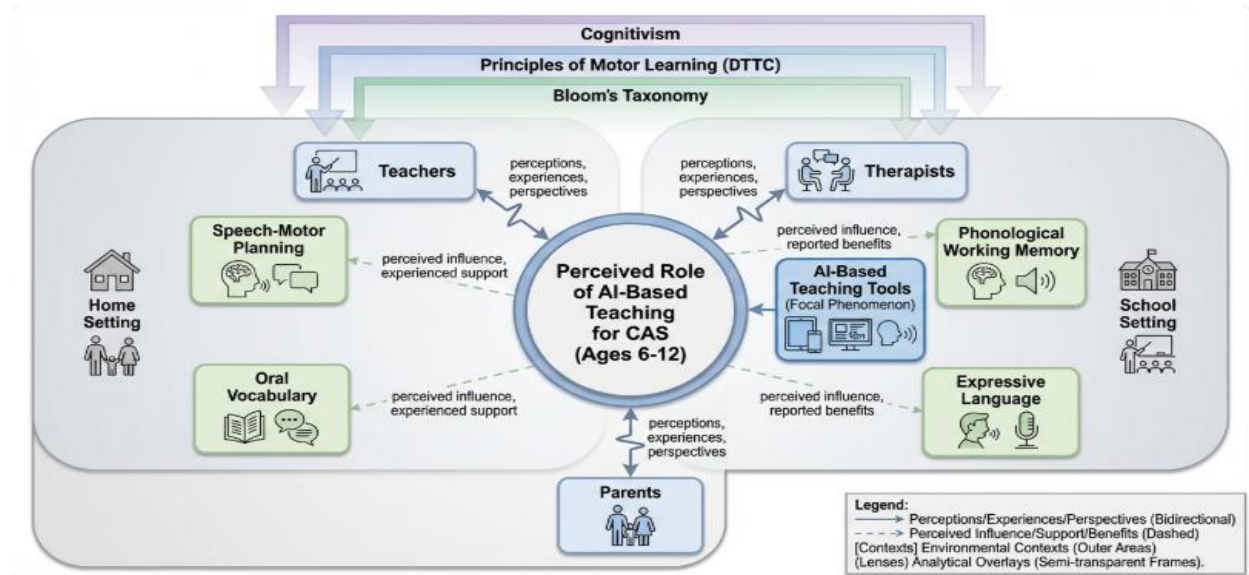 Cognitivism
Principles of Motor Learning (DTTC)
Bloom's Taxonomy
Teachers
perceptions,
experiences,
perspectives
perceptions,
experiences,
perspectives
Therapists
Speech-Motor
Planning
perceived influence,
experienced support
Home
Setting
Oral
Vocabulary
perceived influence,
experienced support
Perceived Role
of AI-Based
Teaching
for CAS
(Ages 6-12)
perceived influence,
reported benefits
Phonological
Working Memory
AI-Based
Teaching Tools
(Focal Phenomenon)
School
Setting
perceived influence,
reported benefits
Expressive
Language
perceptions,
experiences,
perspectives
Parents
Legend:
Perceptions/Experiences/Perspectives (Bidirectional)
Perceived Influence/Support/Benefits (Dashed)
[Contexts] Environmental Contexts (Outer Areas)
(Lenses) Analytical Overlays (Semi-transparent Frames).